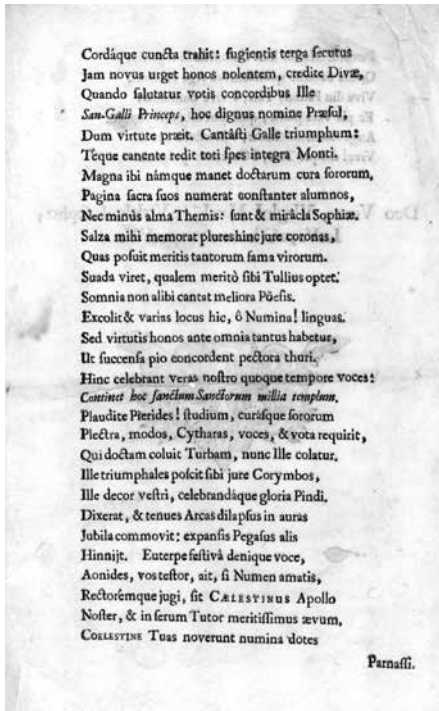 Cordáque cuncta trahit: fugientis terga ſecutus
Jam novus urget honos nolentem, credite Divæ,
Quando ſalutatur votis concordibus Ille
San-Galli Princeps, hoc dignus nomine Præſul,
Dum virtute præit. Cantáſti Galle triumphum:
Téque canente redit toti ſpes integra Monti.
Magna ibi námque manet doctarum cura ſororum,
Pagina ſacra ſuos numerat conſtanter alumnos,
Nec minùs alma Themis: ſunt & mirácla Sophiæ.
Salza mihi memorat plures hinc jure coronas,
Quas poſuit meritis tantorum fama virorum.
Suada viret, qualem meritò ſibi Tullius optet.
Somnia non alibi cantat meliora Pöeſis.
Excolit & varias locus hic, ô Numina! linguas.
Sed virtutis honos ante omnia tantus habetur,
Ut ſuccenſa pio concordent pectora thuri.
Hinc celebrant veras noſtro quoque tempore voces:
Continet hoc ſanctum Sanctorum millia templum.
Plaudite Pierides! ſtudium, curáſque ſororum
Plectra, modos, Cytharas, voces, & vota requirit,
Qui doctam coluit Turbam, nunc Ille colatur.
Ille triumphales poſcit ſibi jure Corymbos,
Ille decor veſtri, celebrandáque gloria Pindi.
Dixerat, & tenues Arcas dilapſus in auras
Jubila commovit: expanſis Pegaſus alis
Hinnijt. Euterpe feſtivâ denique voce,
Aonides, vos teſtor, ait, ſi Numen amatis,
Rectorémque jugi, ſit CÆLESTINUS Apollo
Noſter, & in ſerum Tutor meritiſſimus ævum.
COELESTINE Tuas noverunt numina dotes
Parnaſſi.